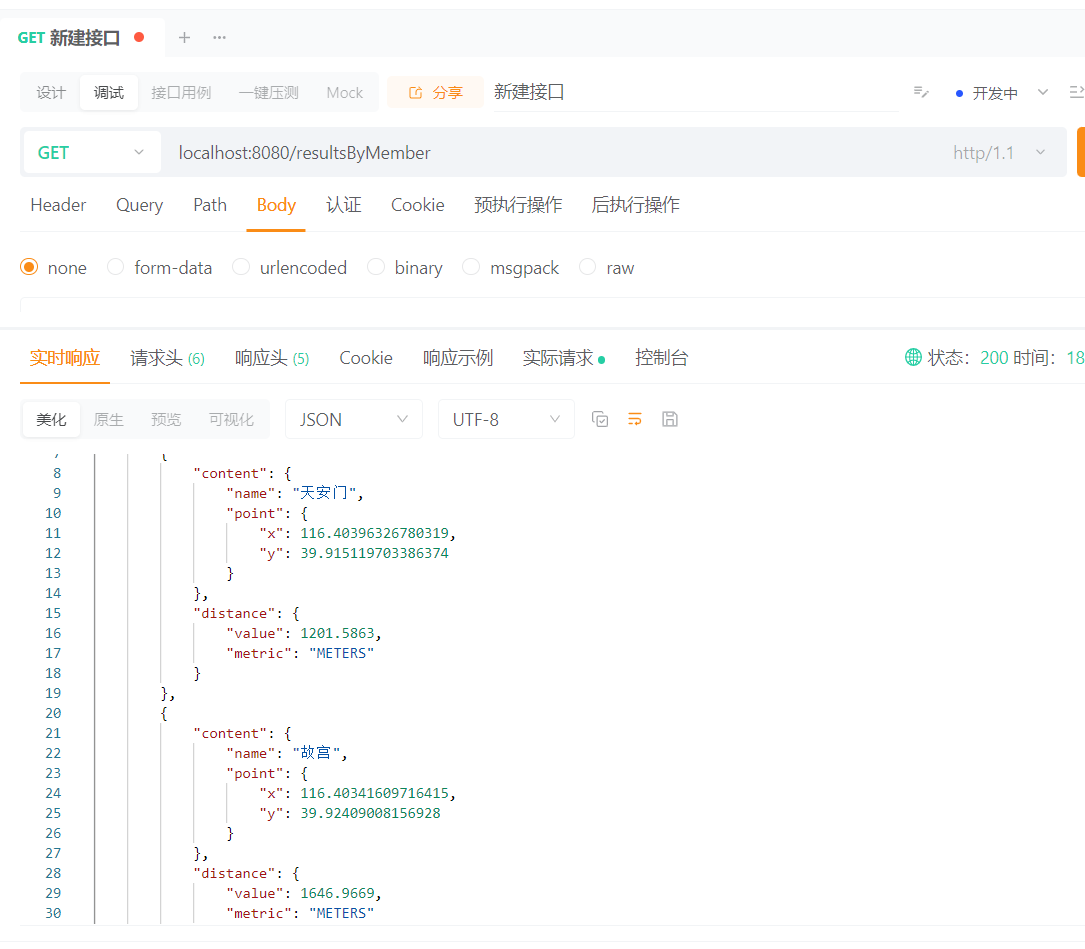 GET 新建接口
设计 调试 接口用例 一键压测 Mock 分享 新建接口 开发中
GET localhost:8080/resultsByMember http/1.1
Header Query Path Body 认证 Cookie 预执行操作 后执行操作
none form-data urlencoded binary msgpack raw
实时响应 请求头 (6) 响应头 (5) Cookie 响应示例 实际请求 控制台 状态： 200 时间： 18
美化 原生 预览 可视化 JSON UTF-8
7 {
8 "content": {
9 "name": "天安门",
10 "point": {
11 "x": 116.40396326780319,
12 "y": 39.915119703386374
13 }
14 },
15 "distance": {
16 "value": 1201.5863,
17 "metric": "METERS"
18 }
19 },
20 {
21 "content": {
22 "name": "故宫",
23 "point": {
24 "x": 116.40341609716415,
25 "y": 39.92409008156928
26 }
27 },
28 "distance": {
29 "value": 1646.9669,
30 "metric": "METERS"